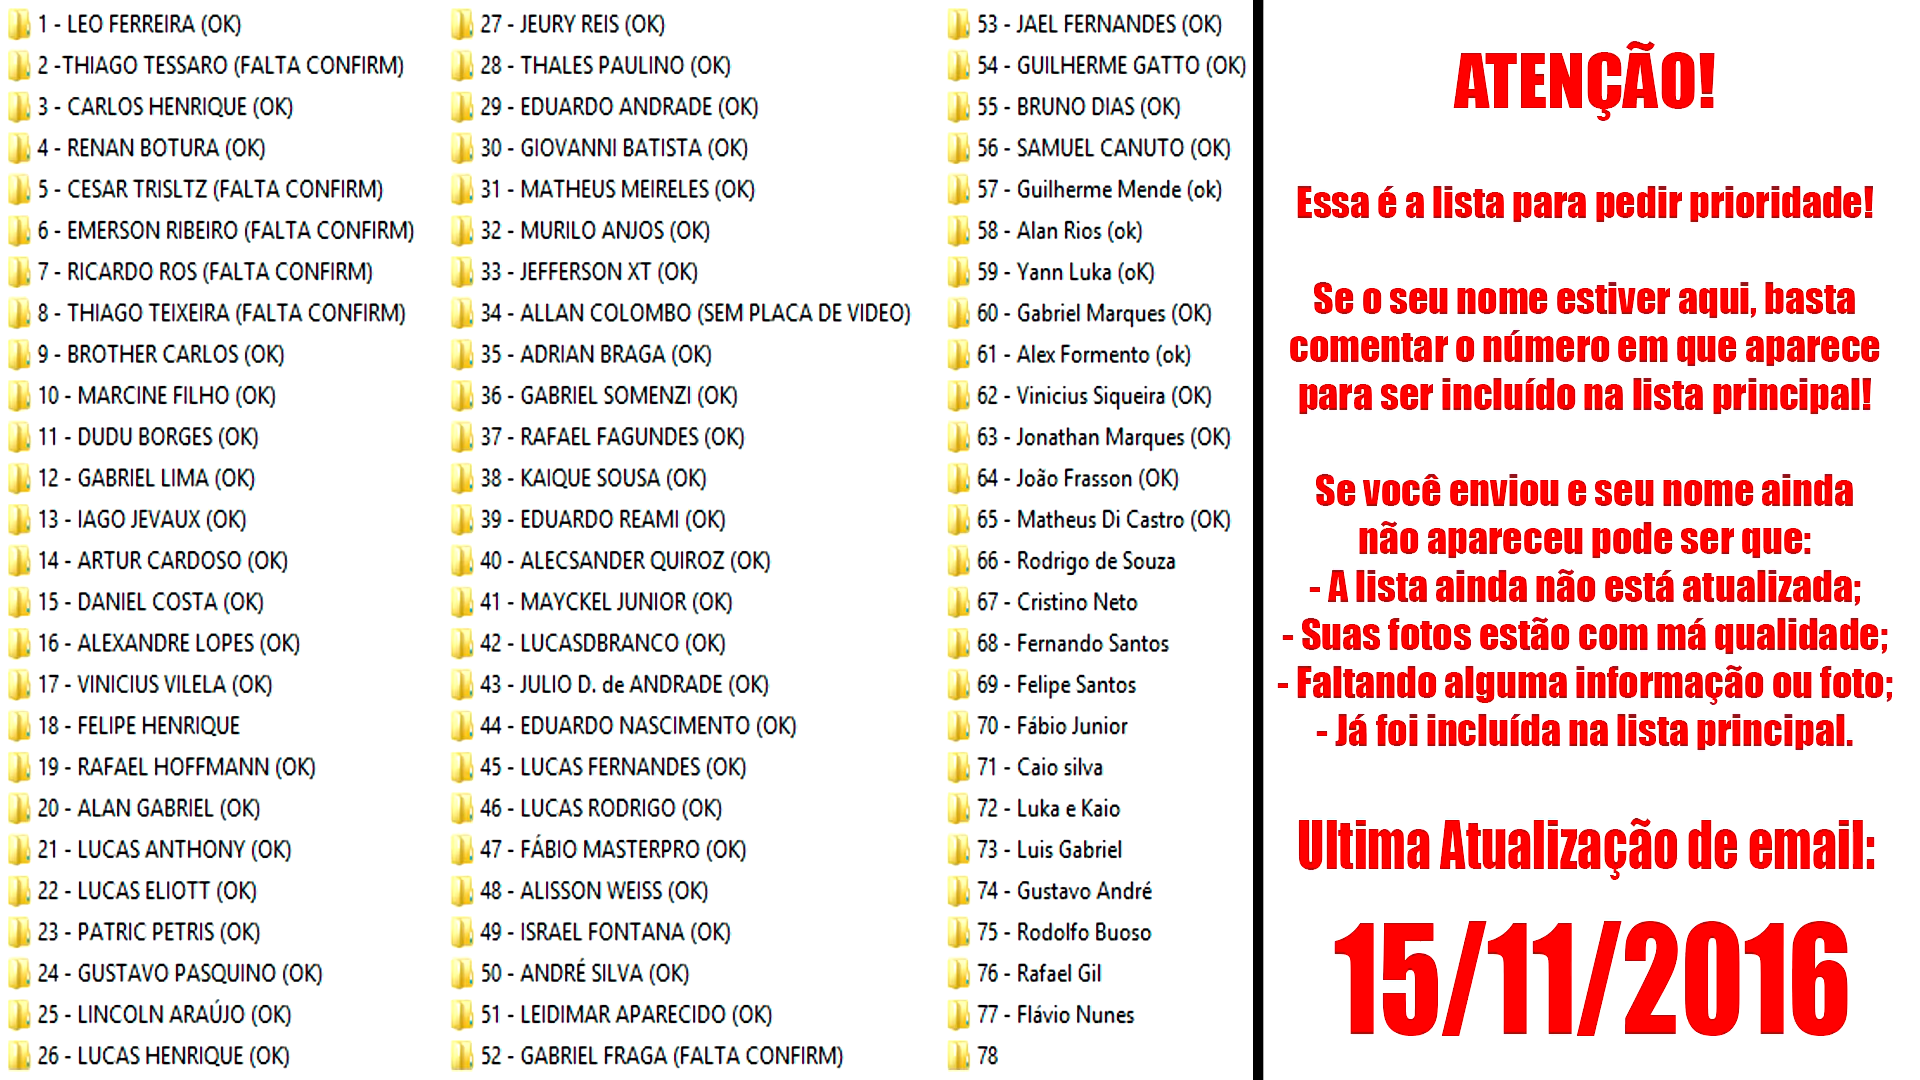 1 - LEO FERREIRA (OK)
2 -THIAGO TESSARO (FALTA CONFIRM)
3 - CARLOS HENRIQUE (OK)
4 - RENAN BOTURA (OK)
5 - CESAR TRISLTZ (FALTA CONFIRM)
6 - EMERSON RIBEIRO (FALTA CONFIRM)
7 - RICARDO ROS (FALTA CONFIRM)
8 - THIAGO TEIXEIRA (FALTA CONFIRM)
9 - BROTHER CARLOS (OK)
10 - MARCINE FILHO (OK)
11 - DUDU BORGES (OK)
12 - GABRIEL LIMA (OK)
13 - IAGO JEVAUX (OK)
14 - ARTUR CARDOSO (OK)
15 - DANIEL COSTA (OK)
16 - ALEXANDRE LOPES (OK)
17 - VINICIUS VILELA (OK)
18 - FELIPE HENRIQUE
19 - RAFAEL HOFFMANN (OK)
20 - ALAN GABRIEL (OK)
21 - LUCAS ANTHONY (OK)
22 - LUCAS ELIOTT (OK)
23 - PATRIC PETRIS (OK)
24 - GUSTAVO PASQUINO (OK)
25 - LINCOLN ARAÚJO (OK)
26 - LUCAS HENRIQUE (OK)
27 - JEURY REIS (OK)
28 - THALES PAULINO (OK)
29 - EDUARDO ANDRADE (OK)
30 - GIOVANNI BATISTA (OK)
31 - MATHEUS MEIRELES (OK)
32 - MURILO ANJOS (OK)
33 - JEFFERSON XT (OK)
34 - ALLAN COLOMBO (SEM PLACA DE VIDEO)
35 - ADRIAN BRAGA (OK)
36 - GABRIEL SOMENZI (OK)
37 - RAFAEL FAGUNDES (OK)
38 - KAIQUE SOUSA (OK)
39 - EDUARDO REAMI (OK)
40 - ALECSANDER QUIROZ (OK)
41 - MAYCKEL JUNIOR (OK)
42 - LUCASDBRANCO (OK)
43 - JULIO D. de ANDRADE (OK)
44 - EDUARDO NASCIMENTO (OK)
45 - LUCAS FERNANDES (OK)
46 - LUCAS RODRIGO (OK)
47 - FÁBIO MASTERPRO (OK)
48 - ALISSON WEISS (OK)
49 - ISRAEL FONTANA (OK)
50 - ANDRÉ SILVA (OK)
51 - LEIDIMAR APARECIDO (OK)
52 - GABRIEL FRAGA (FALTA CONFIRM)
53 - JAEL FERNANDES (OK)
54 - GUILHERME GATTO (OK)
55 - BRUNO DIAS (OK)
56 - SAMUEL CANUTO (OK)
57 - Guilherme Mende (ok)
58 - Alan Rios (ok)
59 - Yann Luka (oK)
60 - Gabriel Marques (OK)
61 - Alex Formento (ok)
62 - Vinicius Siqueira (OK)
63 - Jonathan Marques (OK)
64 - João Frasson (OK)
65 - Matheus Di Castro (OK)
66 - Rodrigo de Souza
67 - Cristino Neto
68 - Fernando Santos
69 - Felipe Santos
70 - Fábio Junior
71 - Caio silva
72 - Luka e Kaio
73 - Luis Gabriel
74 - Gustavo André
75 - Rodolfo Buoso
76 - Rafael Gil
77 - Flávio Nunes
78
ATENÇÃO!
Essa é a lista para pedir prioridade!
Se o seu nome estiver aqui, basta
comentar o número em que aparece
para ser incluído na lista principal!
Se você enviou e seu nome ainda
não apareceu pode ser que:
- A lista ainda não está atualizada;
- Suas fotos estão com má qualidade;
- Faltando alguma informação ou foto;
- Já foi incluída na lista principal.
Ultima Atualização de email:
15/11/2016